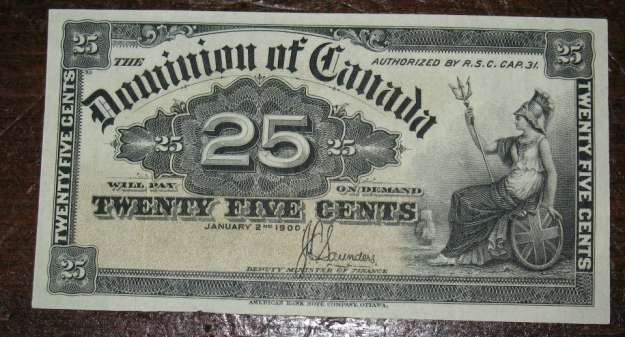 25 25
THE Dominion of Canada
AUTHORIZED BY R.S.C. CAP. 31.
TWENTY FIVE CENTS
25 25 25
TWENTY FIVE CENTS
WILL PAY ON DEMAND
TWENTY FIVE CENTS
JANUARY 2ND 1900.
J C Saunders
DEPUTY MINISTER OF FINANCE
25
AMERICAN BANK NOTE COMPANY, OTTAWA.